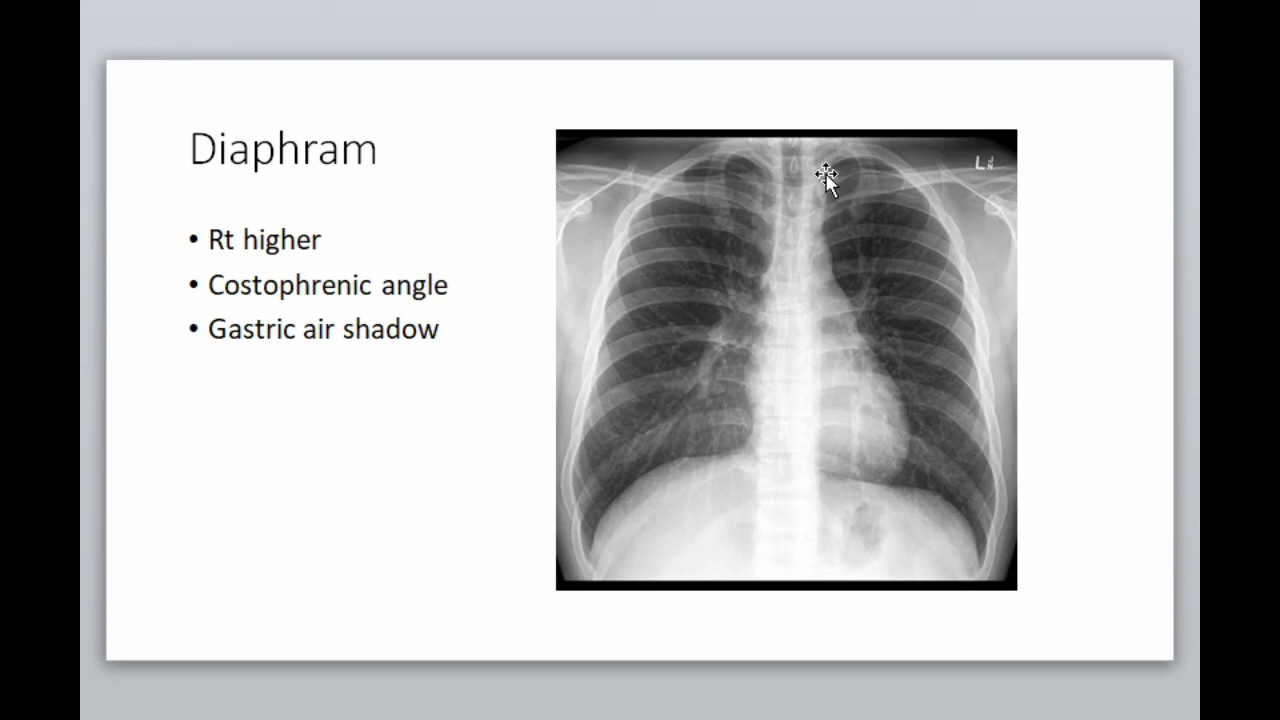 Diaphram
• Rt higher
• Costophrenic angle
• Gastric air shadow
L